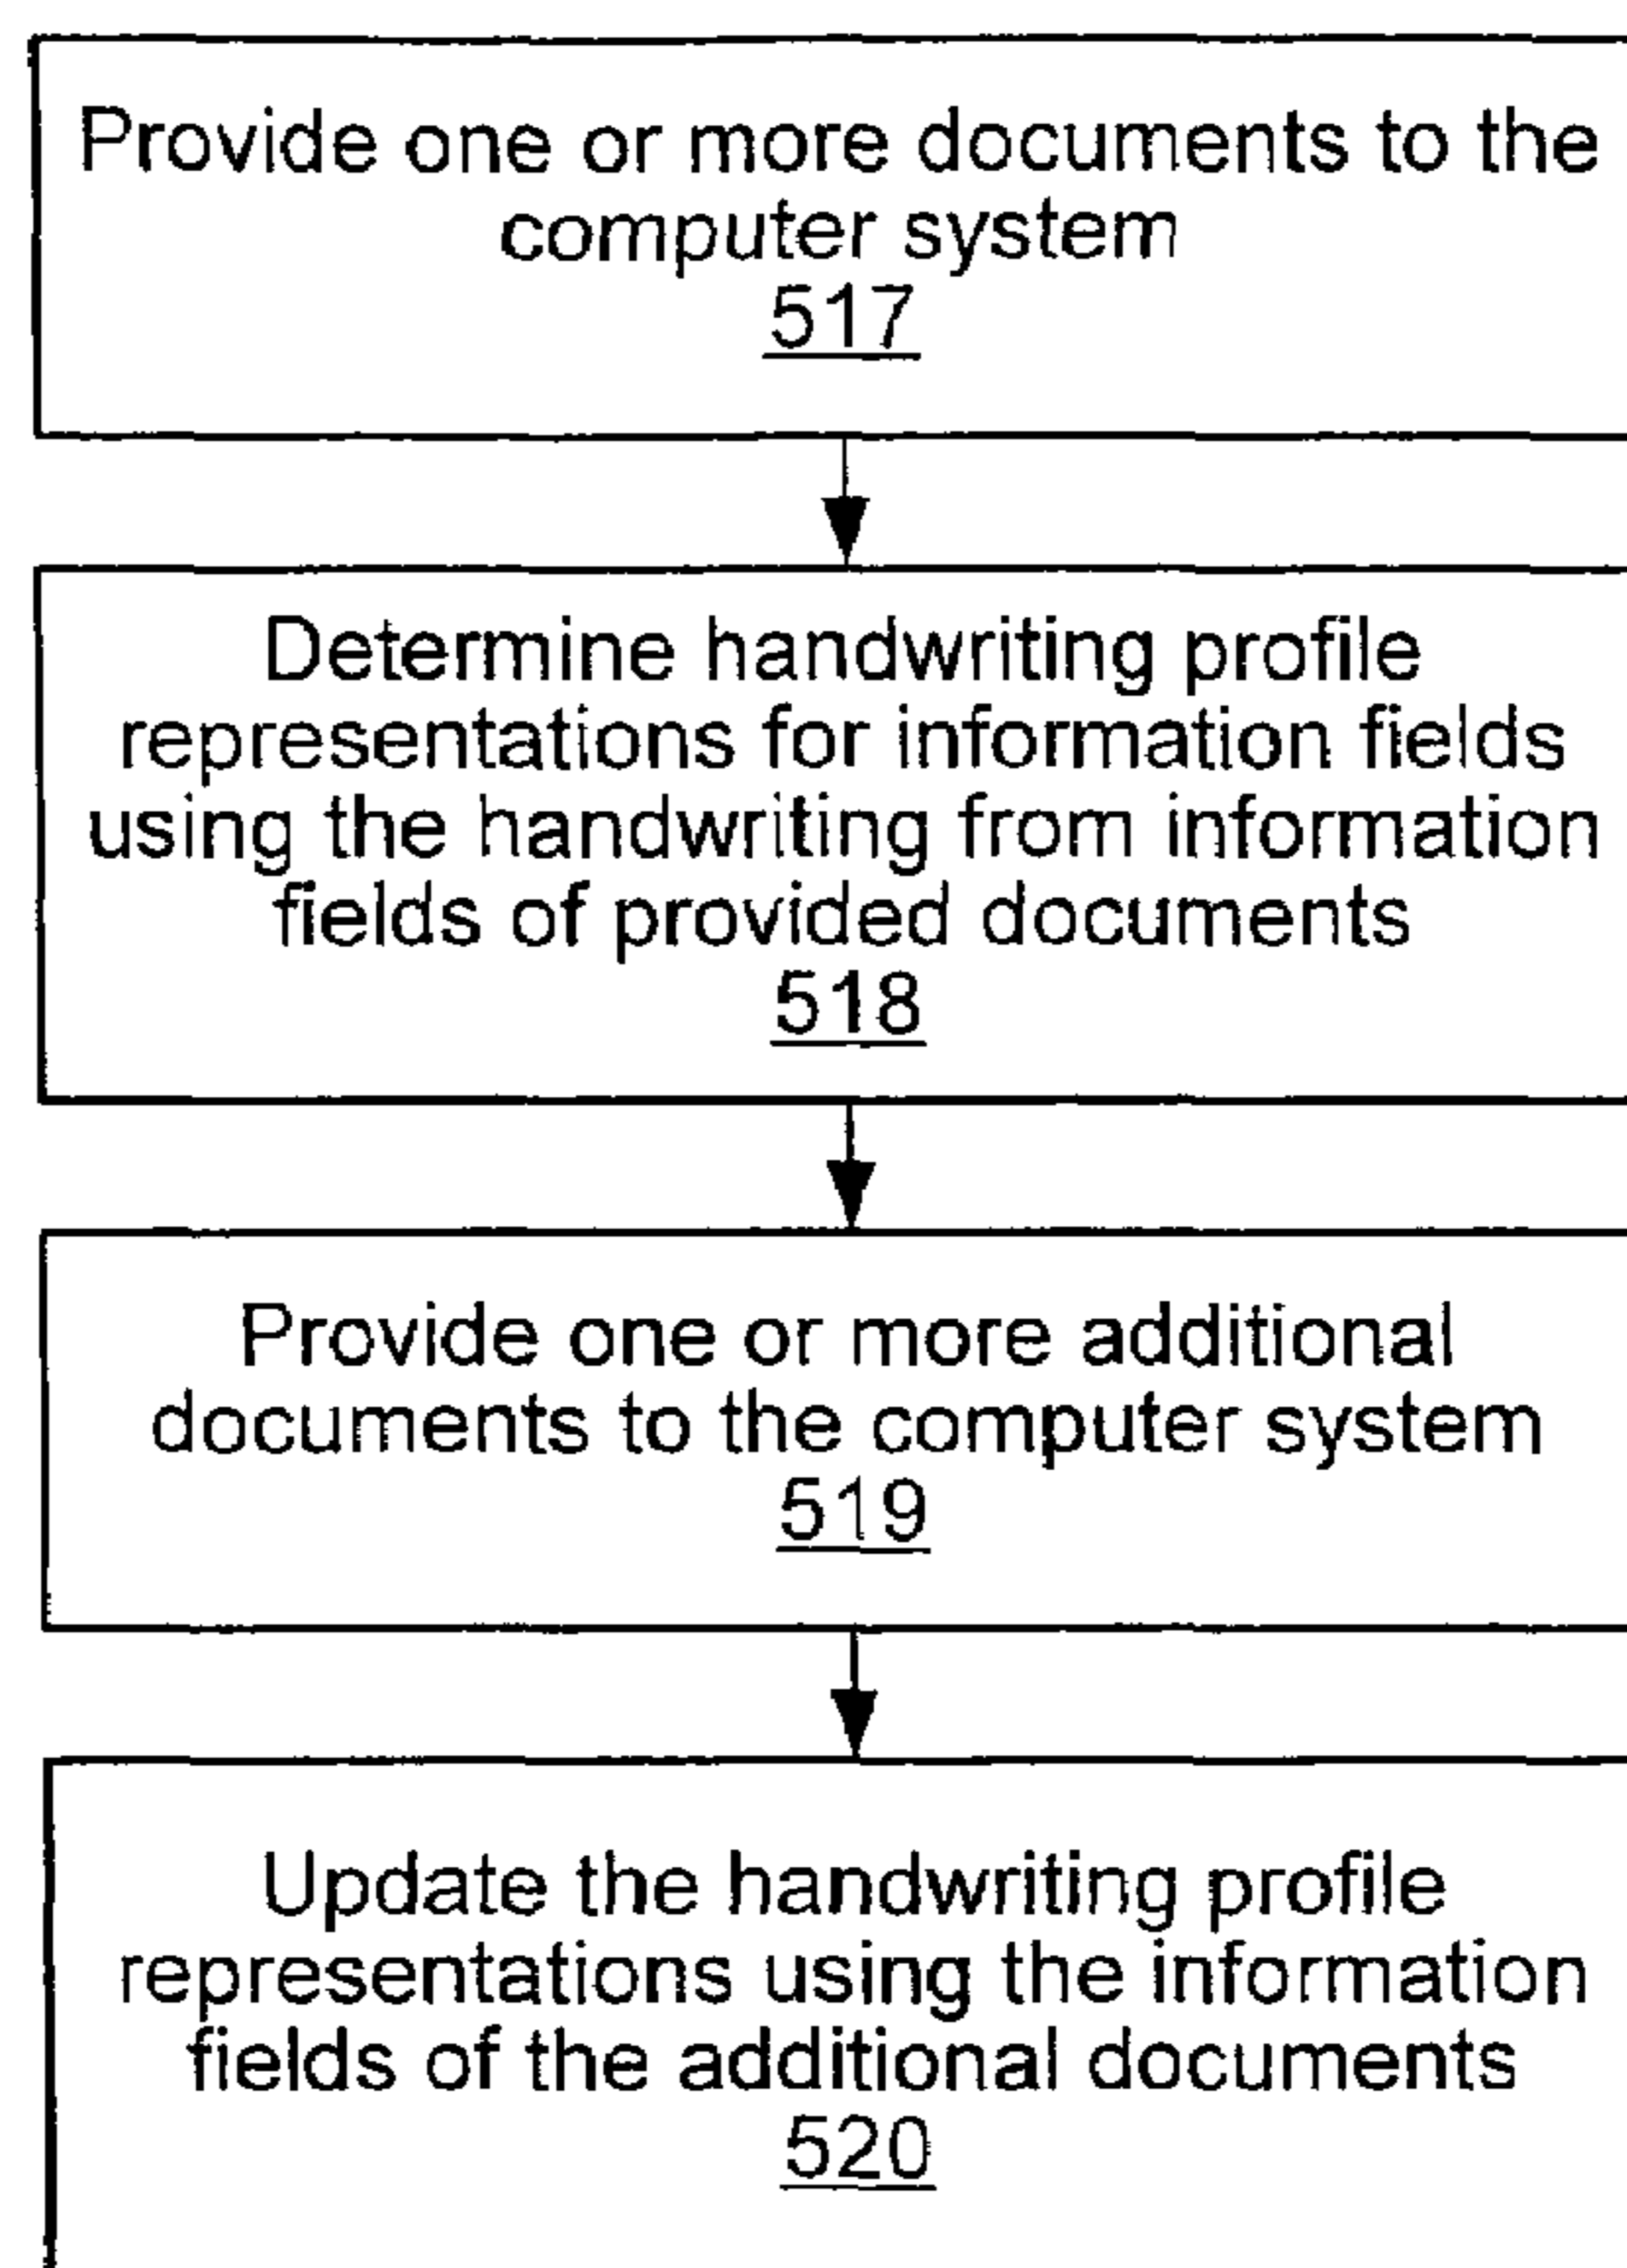 Provide one or more documents to the
computer system
517
Determine handwriting profile
representations for information fields
using the handwriting from information
fields of provided documents
518
Provide one or more additional
documents to the computer system
519
Update the handwriting profile
representations using the information
fields of the additional documents
520